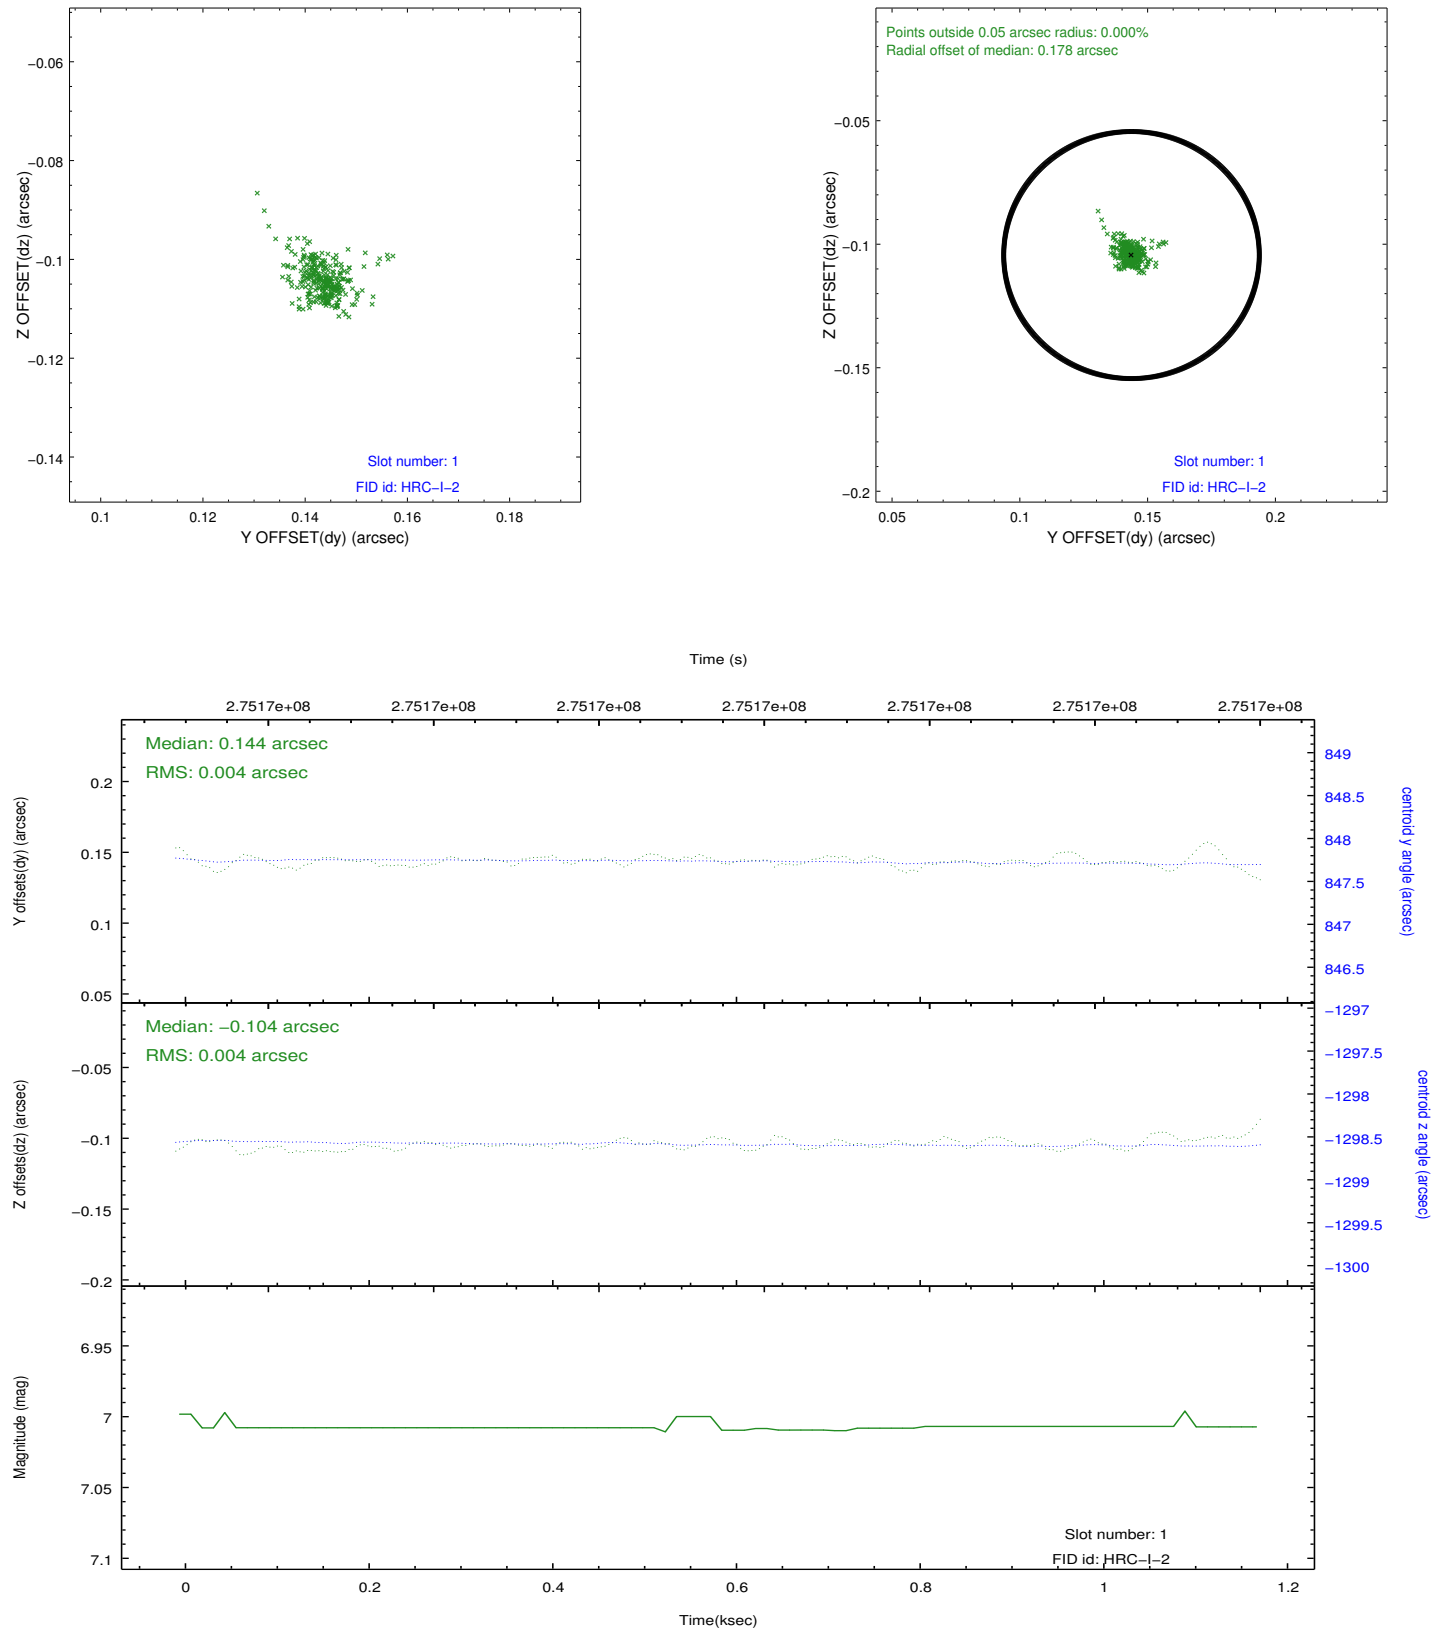 −0.06
−0.08
−0.1
−0.12
−0.14
Z OFFSET(dz) (arcsec)
Slot number: 1
FID id: HRC−I−2
0.1 0.12 0.14 0.16 0.18
Y OFFSET(dy) (arcsec)
Points outside 0.05 arcsec radius: 0.000%
Radial offset of median: 0.178 arcsec
−0.05
−0.1
−0.15
−0.2
Z OFFSET(dz) (arcsec)
Slot number: 1
FID id: HRC−I−2
0.05 0.1 0.15 0.2
Y OFFSET(dy) (arcsec)
Time (s)
2.7517e+08 2.7517e+08 2.7517e+08 2.7517e+08 2.7517e+08 2.7517e+08 2.7517e+08
Median: 0.144 arcsec
RMS: 0.004 arcsec
0.2
0.15
0.1
0.05
Y offsets(dy) (arcsec)
849
848.5
848
847.5
847
846.5
centroid y angle (arcsec)
Median: −0.104 arcsec
RMS: 0.004 arcsec
−0.05
−0.1
−0.15
−0.2
Z offsets(dz) (arcsec)
−1297
−1297.5
−1298
−1298.5
−1299
−1299.5
−1300
centroid z angle (arcsec)
6.95
7
7.05
7.1
Magnitude (mag)
Slot number: 1
FID id: HRC−I−2
0 0.2 0.4 0.6 0.8 1 1.2
Time(ksec)